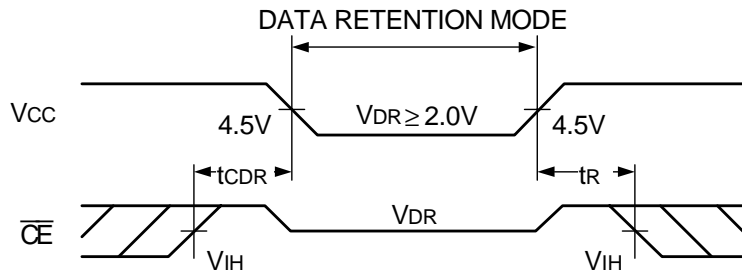 DATA RETENTION MODE
VCC
4.5V
VDR ≥ 2.0V
4.5V
tCDR
tR
CE
VDR
VIH
VIH